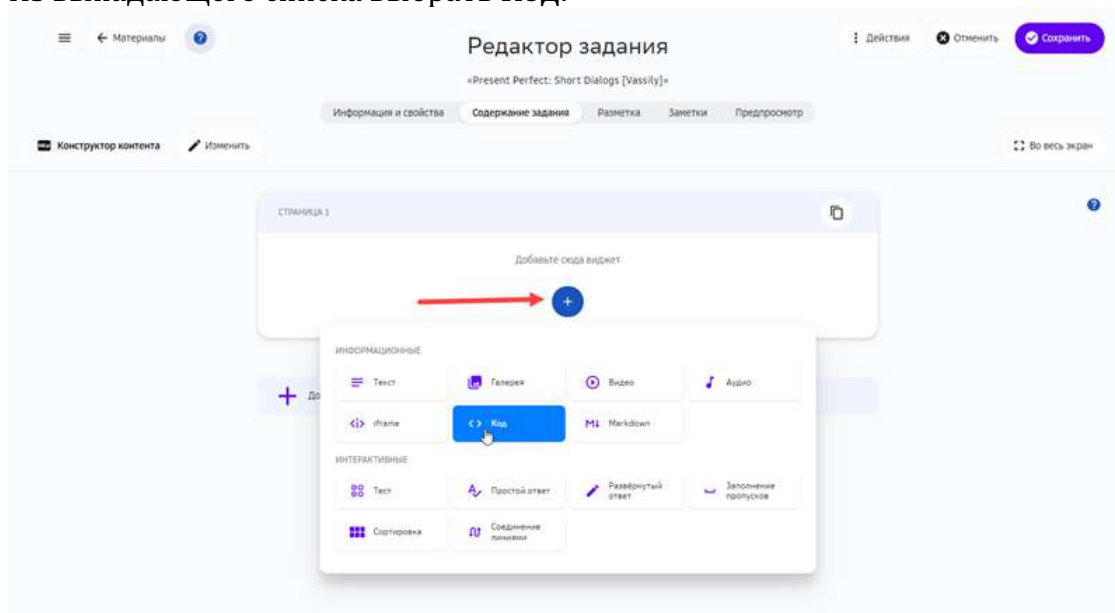 из выпадающего списка выбрать Код.
← Материалы ? Редактор задания Действия Отменить Сохранить
«Present Perfect: Short Dialogs [Vassily]»
Информация и свойства Содержание задания Разметка Заметки Предпросмотр
Конструктор контента Изменить Во весь экран
СТРАНИЦА 1 ?
Добавьте сюда виджет
+
ИНФОРМАЦИОННЫЕ
Текст Галерея Видео Аудио
До
<i> iframe <> Код M↓ Markdown
ИНТЕРАКТИВНЫЕ
Тест Простой ответ Развёрнутый ответ Заполнение пропусков
Сортировка Соединение линиями